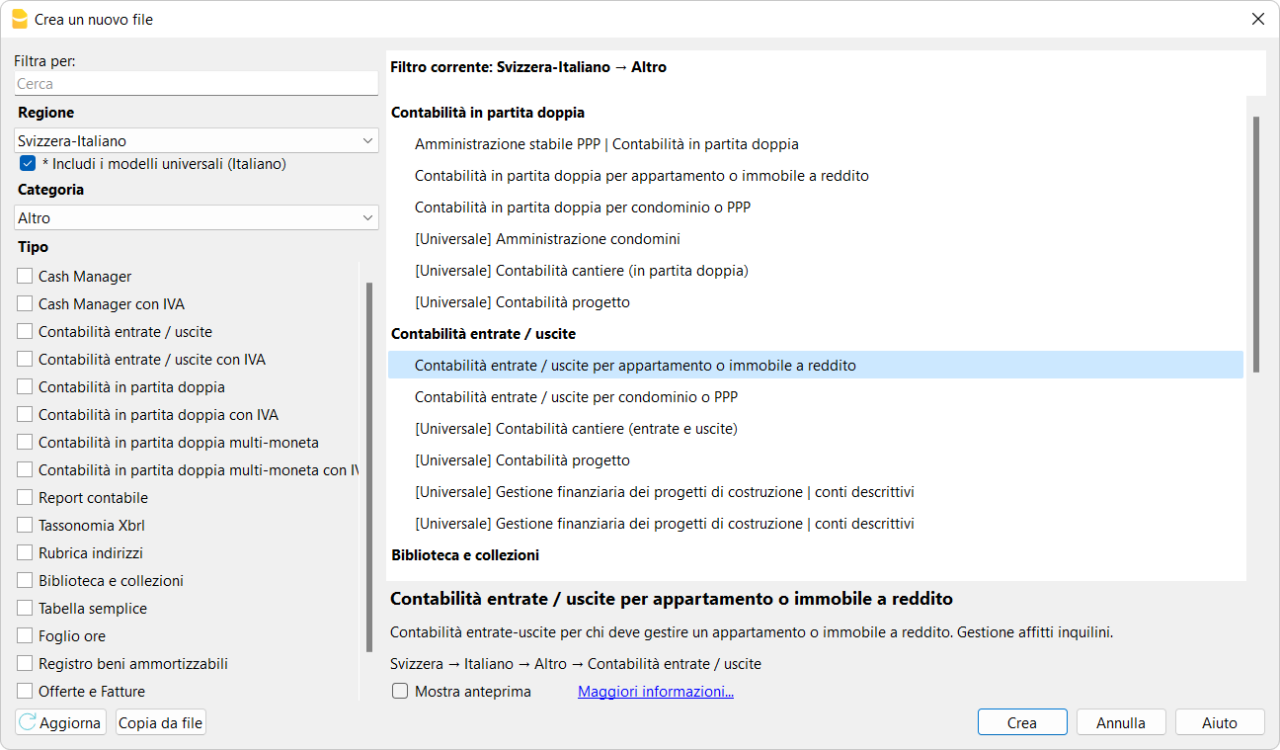 Crea un nuovo file
Filtra per:
Cerca
Regione
Svizzera-Italiano
* Includi i modelli universali (Italiano)
Categoria
Altro
Tipo
Cash Manager
Cash Manager con IVA
Contabilità entrate / uscite
Contabilità entrate / uscite con IVA
Contabilità in partita doppia
Contabilità in partita doppia con IVA
Contabilità in partita doppia multi-moneta
Contabilità in partita doppia multi-moneta con IV
Report contabile
Tassonomia Xbrl
Rubrica indirizzi
Biblioteca e collezioni
Tabella semplice
Foglio ore
Registro beni ammortizzabili
Offerte e Fatture
Aggiorna
Copia da file
Filtro corrente: Svizzera-Italiano → Altro
Contabilità in partita doppia
Amministrazione stabile PPP | Contabilità in partita doppia
Contabilità in partita doppia per appartamento o immobile a reddito
Contabilità in partita doppia per condominio o PPP
[Universale] Amministrazione condomini
[Universale] Contabilità cantiere (in partita doppia)
[Universale] Contabilità progetto
Contabilità entrate / uscite
Contabilità entrate / uscite per appartamento o immobile a reddito
Contabilità entrate / uscite per condominio o PPP
[Universale] Contabilità cantiere (entrate e uscite)
[Universale] Contabilità progetto
[Universale] Gestione finanziaria dei progetti di costruzione | conti descrittivi
[Universale] Gestione finanziaria dei progetti di costruzione | conti descrittivi
Biblioteca e collezioni
Contabilità entrate / uscite per appartamento o immobile a reddito
Contabilità entrate-uscite per chi deve gestire un appartamento o immobile a reddito. Gestione affitti inquilini.
Svizzera → Italiano → Altro → Contabilità entrate / uscite
Mostra anteprima
Maggiori informazioni...
Crea
Annulla
Aiuto